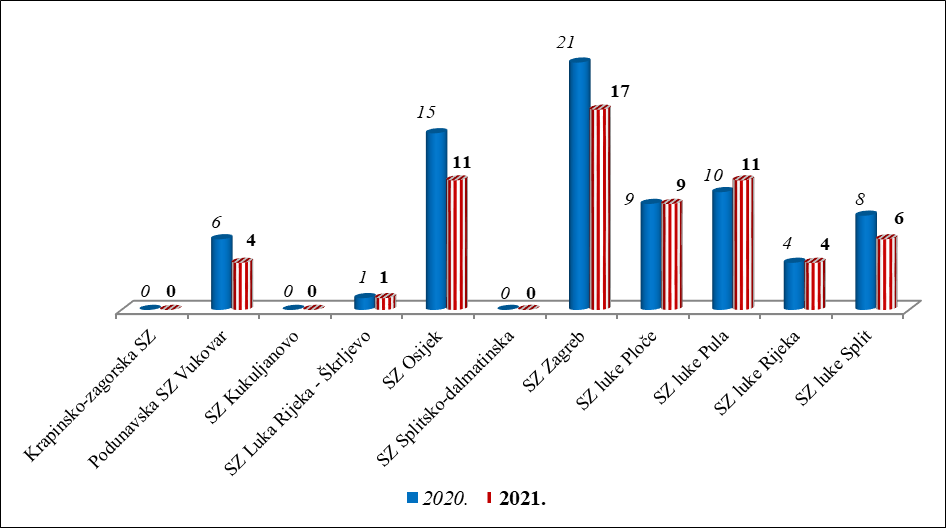 21
17
15
11
10
11
9
9
8
6
6
4
4
4
1
1
0
0
0
0
0
0
Krapinsko-zagorska SZ
Podunavska SZ Vukovar
SZ Kukuljanovo
SZ Luka Rijeka - Škrljevo
SZ Osijek
SZ Splitsko-dalmatinska
SZ Zagreb
SZ luke Ploče
SZ luke Pula
SZ luke Rijeka
SZ luke Split
2020.
2021.